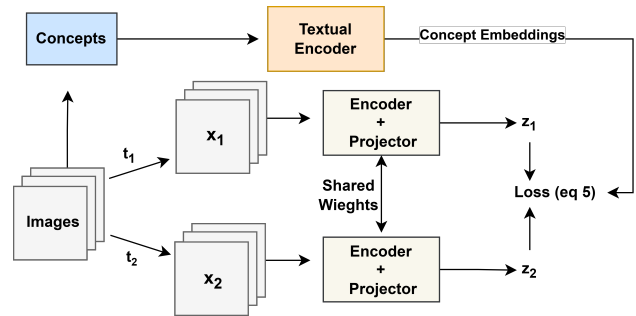 Concepts
Textual
Encoder
Concept Embeddings
Images
t1
x1
Encoder
+
Projector
z1
Shared
Wieghts
Loss (eq 5)
t2
x2
Encoder
+
Projector
z2